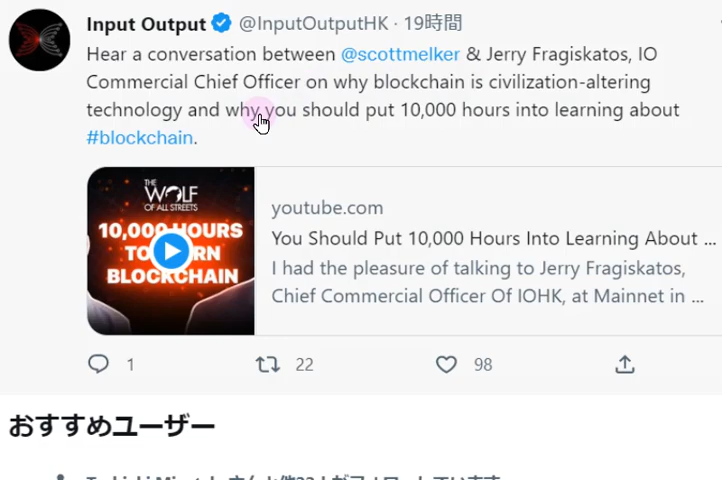 Input Output @InputOutputHK · 19時間
Hear a conversation between @scottmelker & Jerry Fragiskatos, IO
Commercial Chief Officer on why blockchain is civilization-altering
technology and why you should put 10,000 hours into learning about
#blockchain.
THE
WOLF
OF ALL STREETS
10,000 HOURS
TO RN
BLOCKCHAIN
youtube.com
You Should Put 10,000 Hours Into Learning About ...
I had the pleasure of talking to Jerry Fragiskatos,
Chief Commercial Officer Of IOHK, at Mainnet in ...
1 22 98
おすすめユーザー